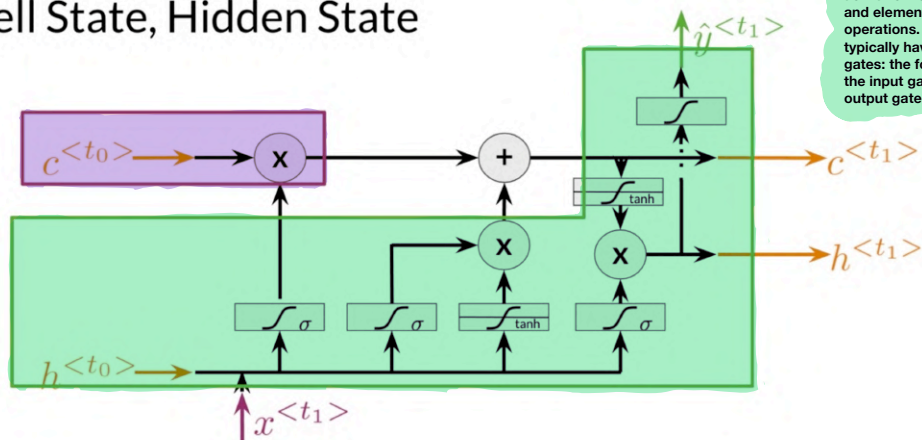 ell State, Hidden State
and elemen
operations.
typically hav
gates: the fo
the input ga
output gate
ŷ<t₁>
c<t₀>
x
+
c<t₁>
tanh
x
x
h<t₁>
σ
σ
tanh
σ
h<t₀>
x<t₁>